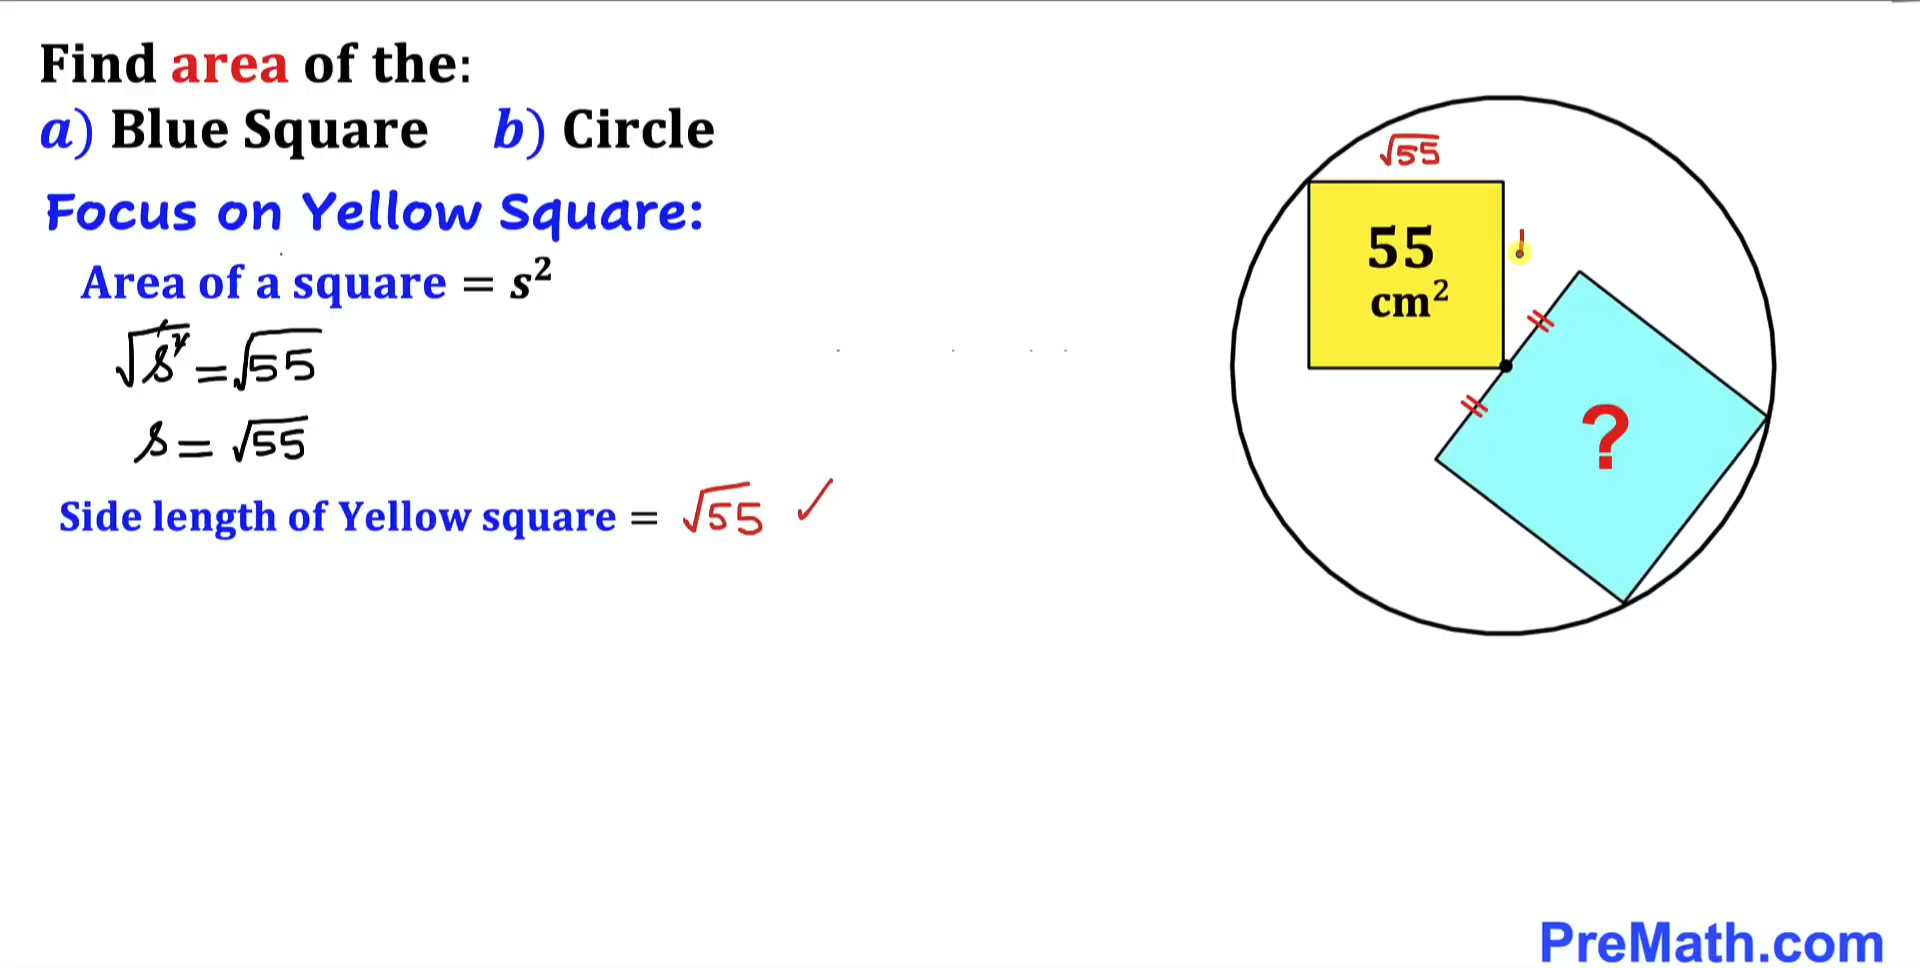 Find area of the:
a) Blue Square b) Circle
Focus on Yellow Square:
Area of a square = s²
√s² = √55
s = √55
Side length of Yellow square = √55 ✓
√55
55
cm²
?
PreMath.com